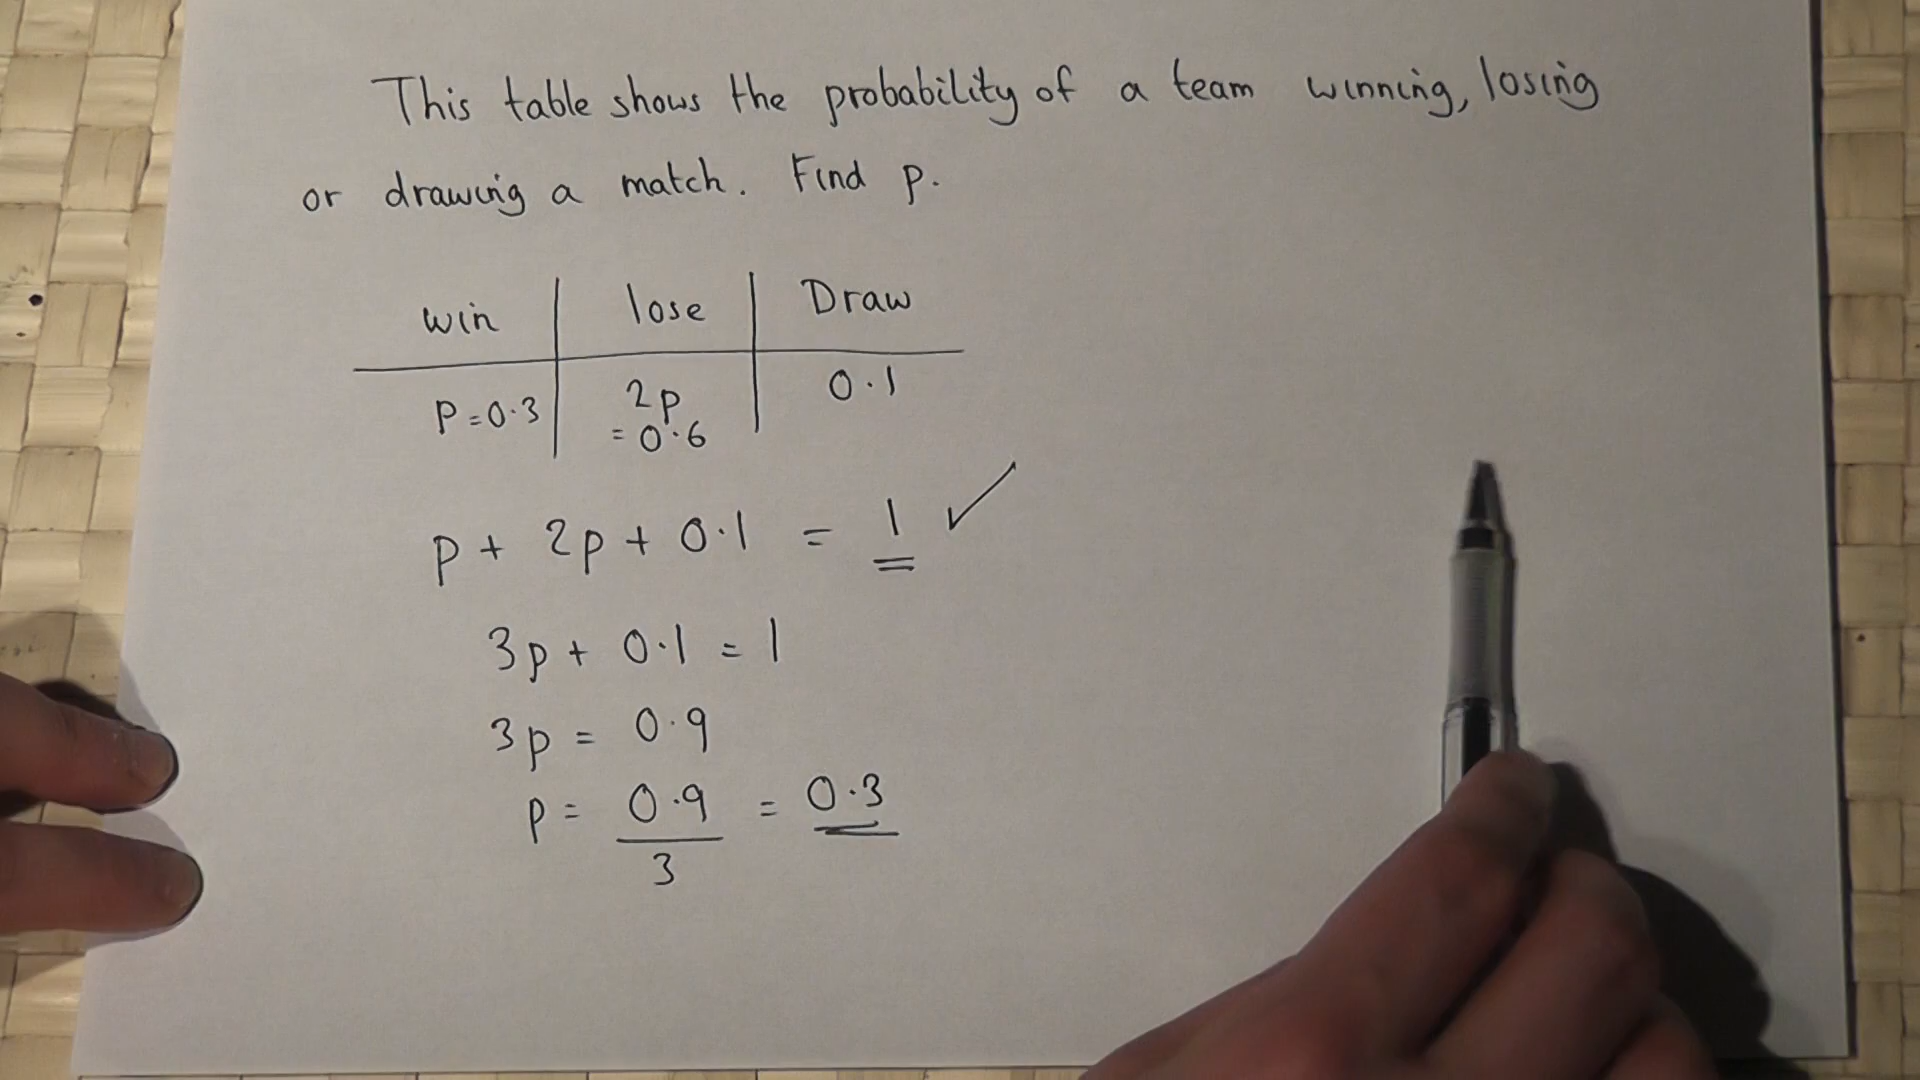 This table shows the probability of a team winning, losing
or drawing a match. Find p.
win lose Draw
P=0.3 2p 0.1
=0.6
p + 2p + 0.1 = 1 ✓
3p + 0.1 = 1
3p = 0.9
p = 0.9 = 0.3
3